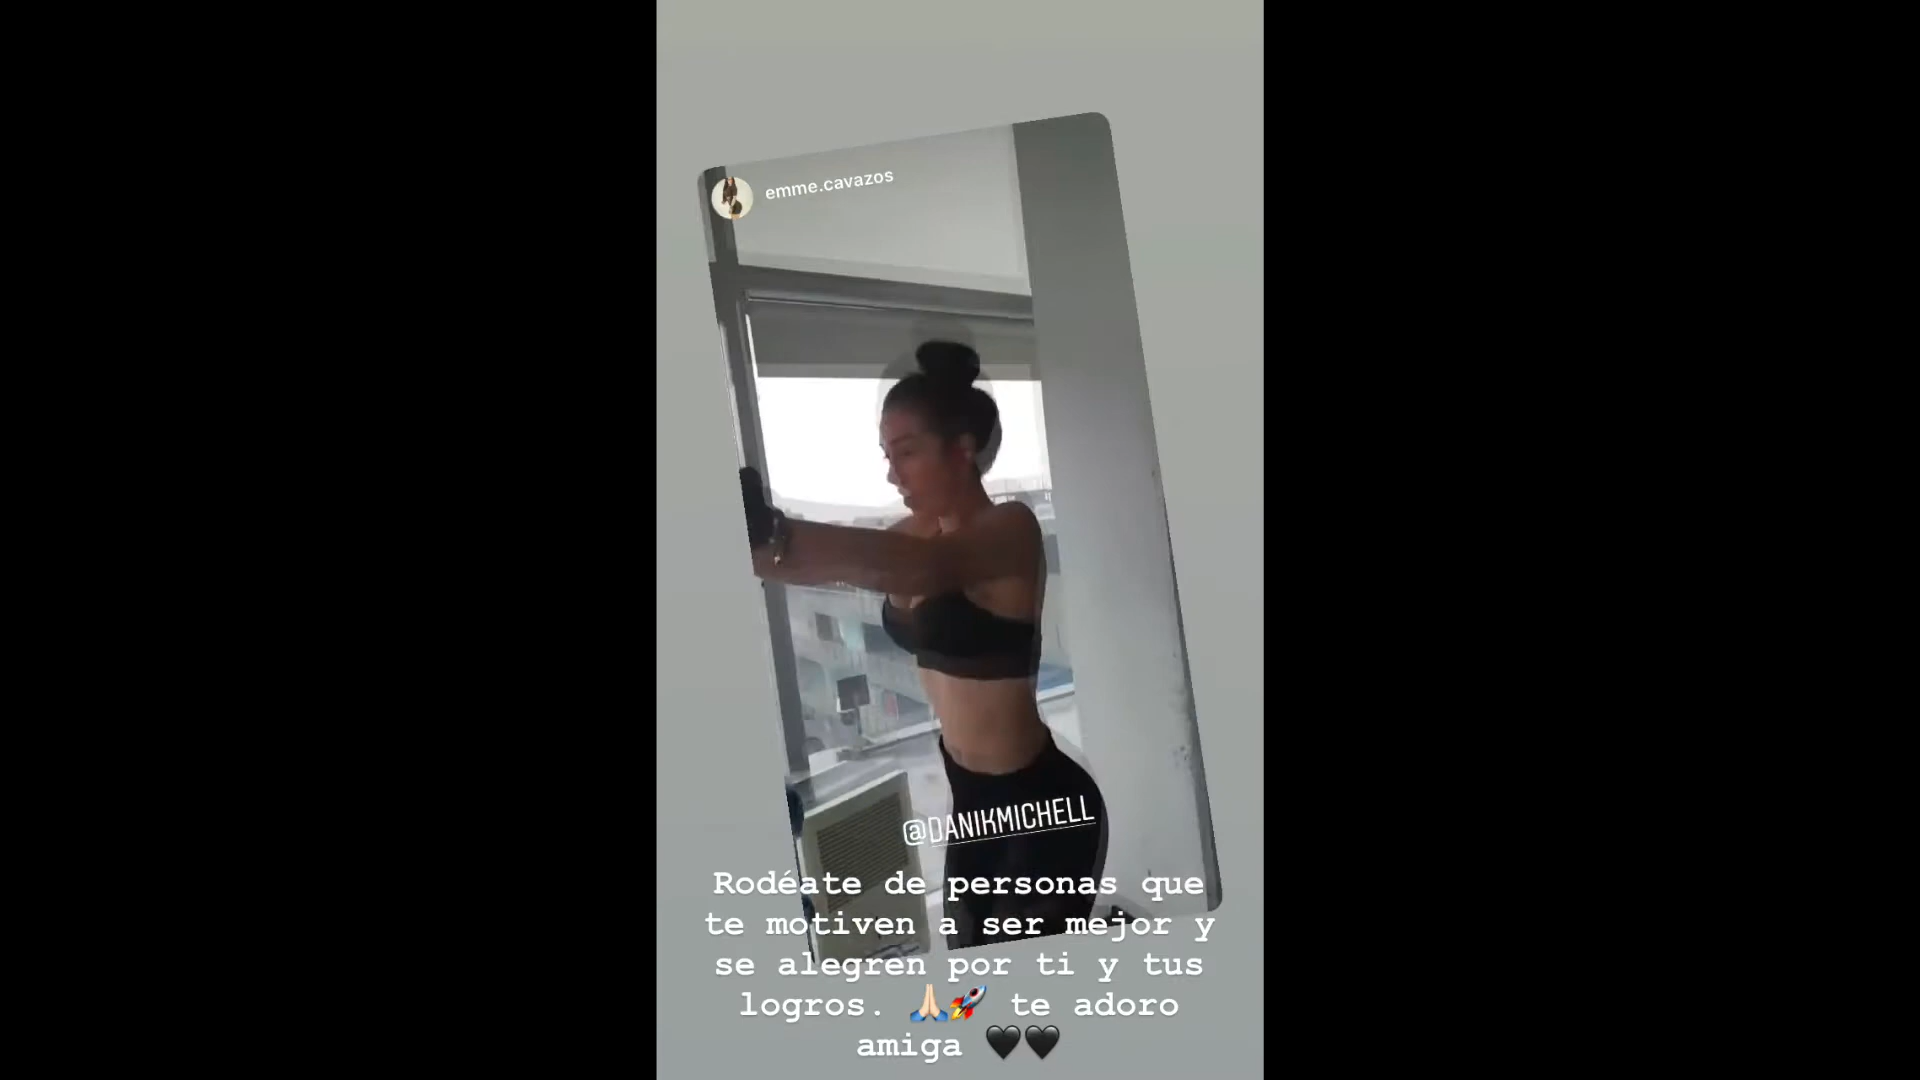 emme.cavazos
@DANIKMICHELL
Rodéate de personas que
te motiven a ser mejor y
se alegren por ti y tus
logros. 🙏🏻🚀 te adoro
amiga 🖤🖤